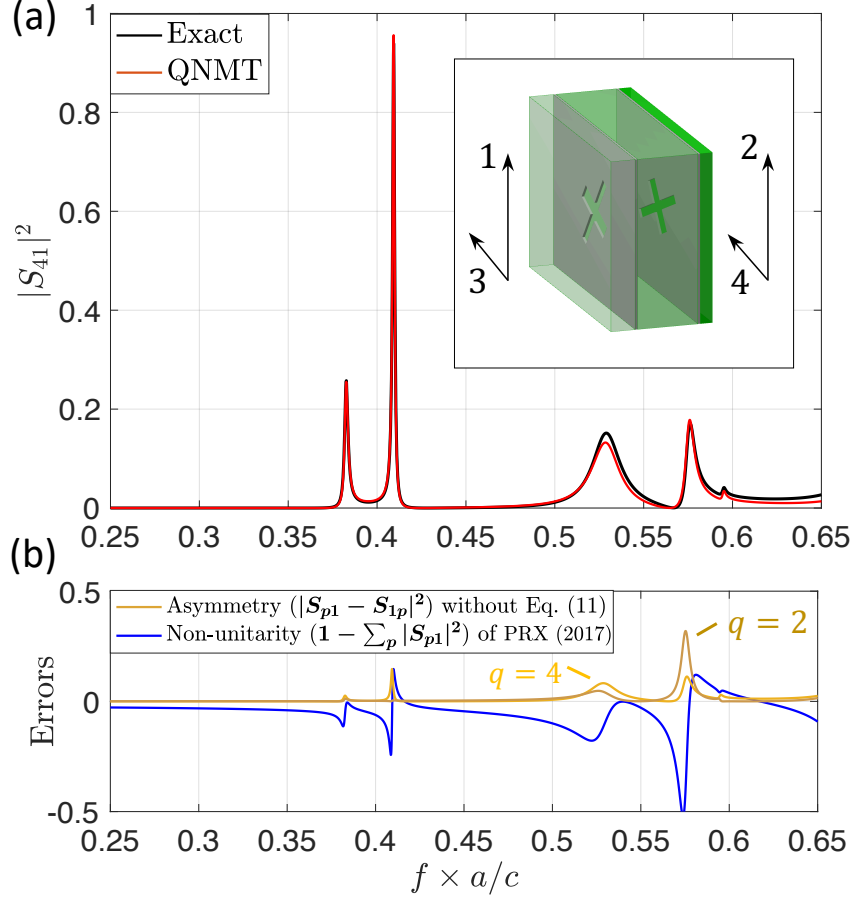 (a)
1
0.8
0.6
0.4
0.2
0
|S₄₁|²
Exact
QNMT
1
2
3
4
0.25 0.3 0.35 0.4 0.45 0.5 0.55 0.6 0.65
(b)
0.5
0
-0.5
Errors
Asymmetry (|Sₚ₁ − S₁ₚ|²) without Eq. (11)
Non-unitarity (1 − ∑ₚ |Sₚ₁|²) of PRX (2017)
q = 4
q = 2
0.25 0.3 0.35 0.4 0.45 0.5 0.55 0.6 0.65
f × a/c